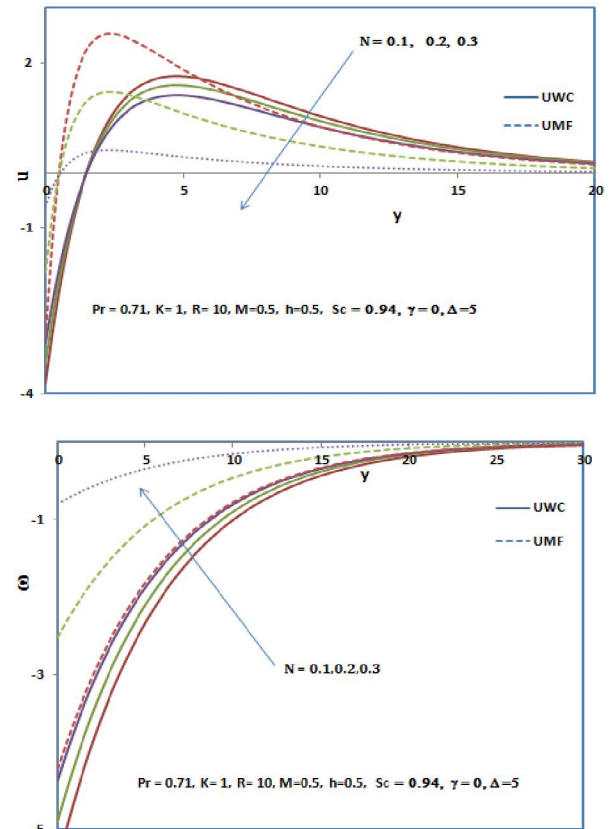 2
N = 0.1, 0.2, 0.3
UWC
UMF
0 5 10 15 20
u
y
-1
Pr = 0.71, K= 1, R= 10, M=0.5, h=0.5, Sc = 0.94, γ=0, Δ=5
-4
0 5 10 15 20 25 30
y
UWC
-1
UMF
ω
N = 0.1,0.2,0.3
-3
Pr = 0.71, K= 1, R= 10, M=0.5, h=0.5, Sc = 0.94, γ=0, Δ=5
-5